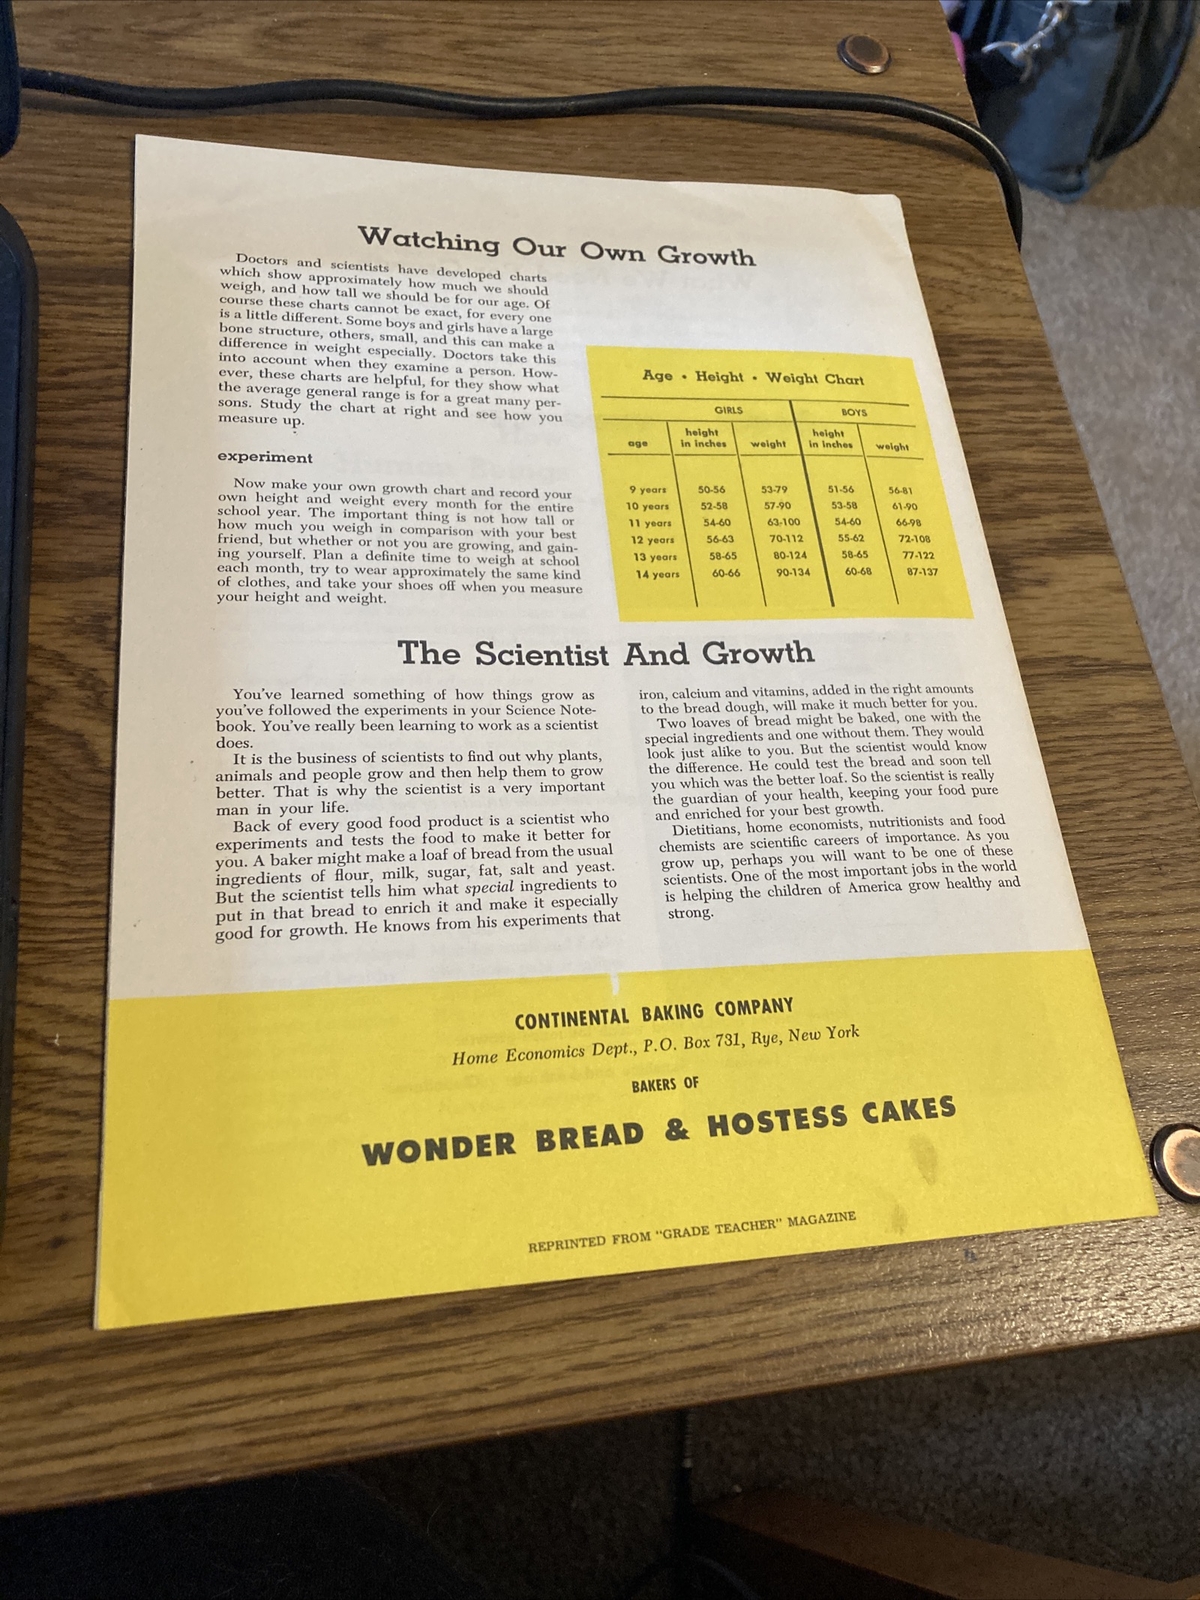 Watching Our Own Growth
Doctors and scientists have developed charts
which show approximately how much we should
weigh, and how tall we should be for our age. Of
course these charts cannot be exact, for every one
is a little different. Some boys and girls have a large
bone structure, others, small, and this can make a
difference in weight especially. Doctors take this
into account when they examine a person. How-
ever, these charts are helpful, for they show what
the average general range is for a great many per-
sons. Study the chart at right and see how you
measure up.
experiment
Now make your own growth chart and record your
own height and weight every month for the entire
school year. The important thing is not how tall or
how much you weigh in comparison with your best
friend, but whether or not you are growing, and gain-
ing yourself. Plan a definite time to weigh at school
each month, try to wear approximately the same kind
of clothes, and take your shoes off when you measure
your height and weight.
Age • Height • Weight Chart
GIRLS BOYS
age height in inches weight height in inches weight
9 years 50-56 53-79 51-56 56-81
10 years 52-58 57-90 53-58 61-90
11 years 54-60 63-100 54-60 66-98
12 years 56-63 70-112 55-62 72-108
13 years 58-65 80-124 58-65 77-122
14 years 60-66 90-134 60-68 87-137
The Scientist And Growth
You've learned something of how things grow as
you've followed the experiments in your Science Note-
book. You've really been learning to work as a scientist
does.
It is the business of scientists to find out why plants,
animals and people grow and then help them to grow
better. That is why the scientist is a very important
man in your life.
Back of every good food product is a scientist who
experiments and tests the food to make it better for
you. A baker might make a loaf of bread from the usual
ingredients of flour, milk, sugar, fat, salt and yeast.
But the scientist tells him what special ingredients to
put in that bread to enrich it and make it especially
good for growth. He knows from his experiments that
iron, calcium and vitamins, added in the right amounts
to the bread dough, will make it much better for you.
Two loaves of bread might be baked, one with the
special ingredients and one without them. They would
look just alike to you. But the scientist would know
the difference. He could test the bread and soon tell
you which was the better loaf. So the scientist is really
the guardian of your health, keeping your food pure
and enriched for your best growth.
Dietitians, home economists, nutritionists and food
chemists are scientific careers of importance. As you
grow up, perhaps you will want to be one of these
scientists. One of the most important jobs in the world
is helping the children of America grow healthy and
strong.
CONTINENTAL BAKING COMPANY
Home Economics Dept., P.O. Box 731, Rye, New York
BAKERS OF
WONDER BREAD & HOSTESS CAKES
REPRINTED FROM "GRADE TEACHER" MAGAZINE